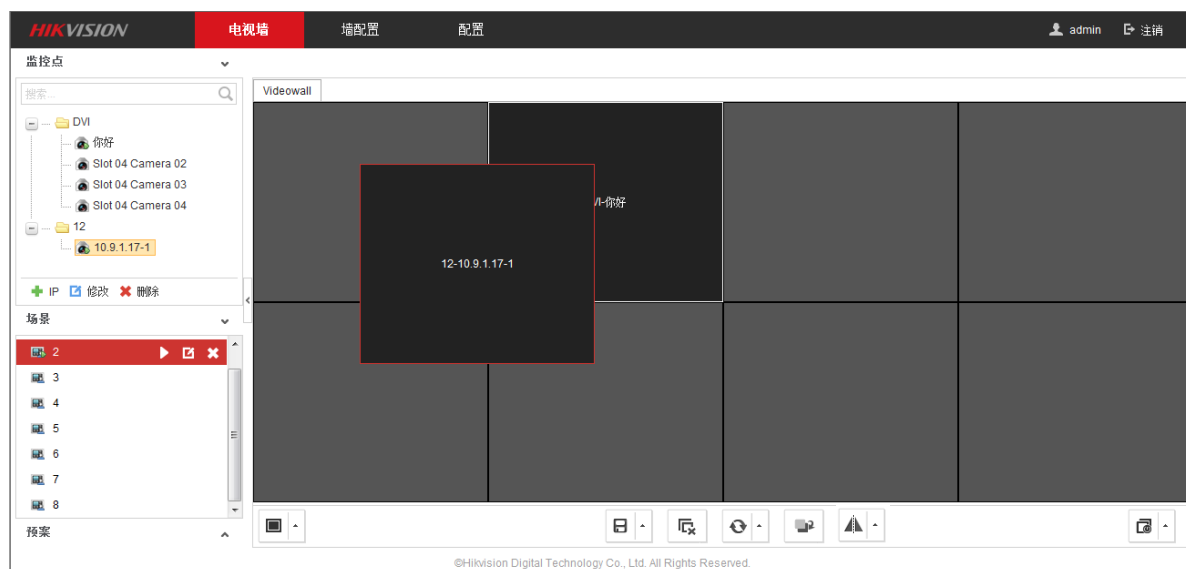 HIKVISION 电视墙 墙配置 配置 admin 注销
监控点
搜索...
DVI
你好
Slot 04 Camera 02
Slot 04 Camera 03
Slot 04 Camera 04
12
10.9.1.17-1
IP 修改 删除
场景
2
3
4
5
6
7
8
预案
Videowall
VI-你好
12-10.9.1.17-1
©Hikvision Digital Technology Co., Ltd. All Rights Reserved.